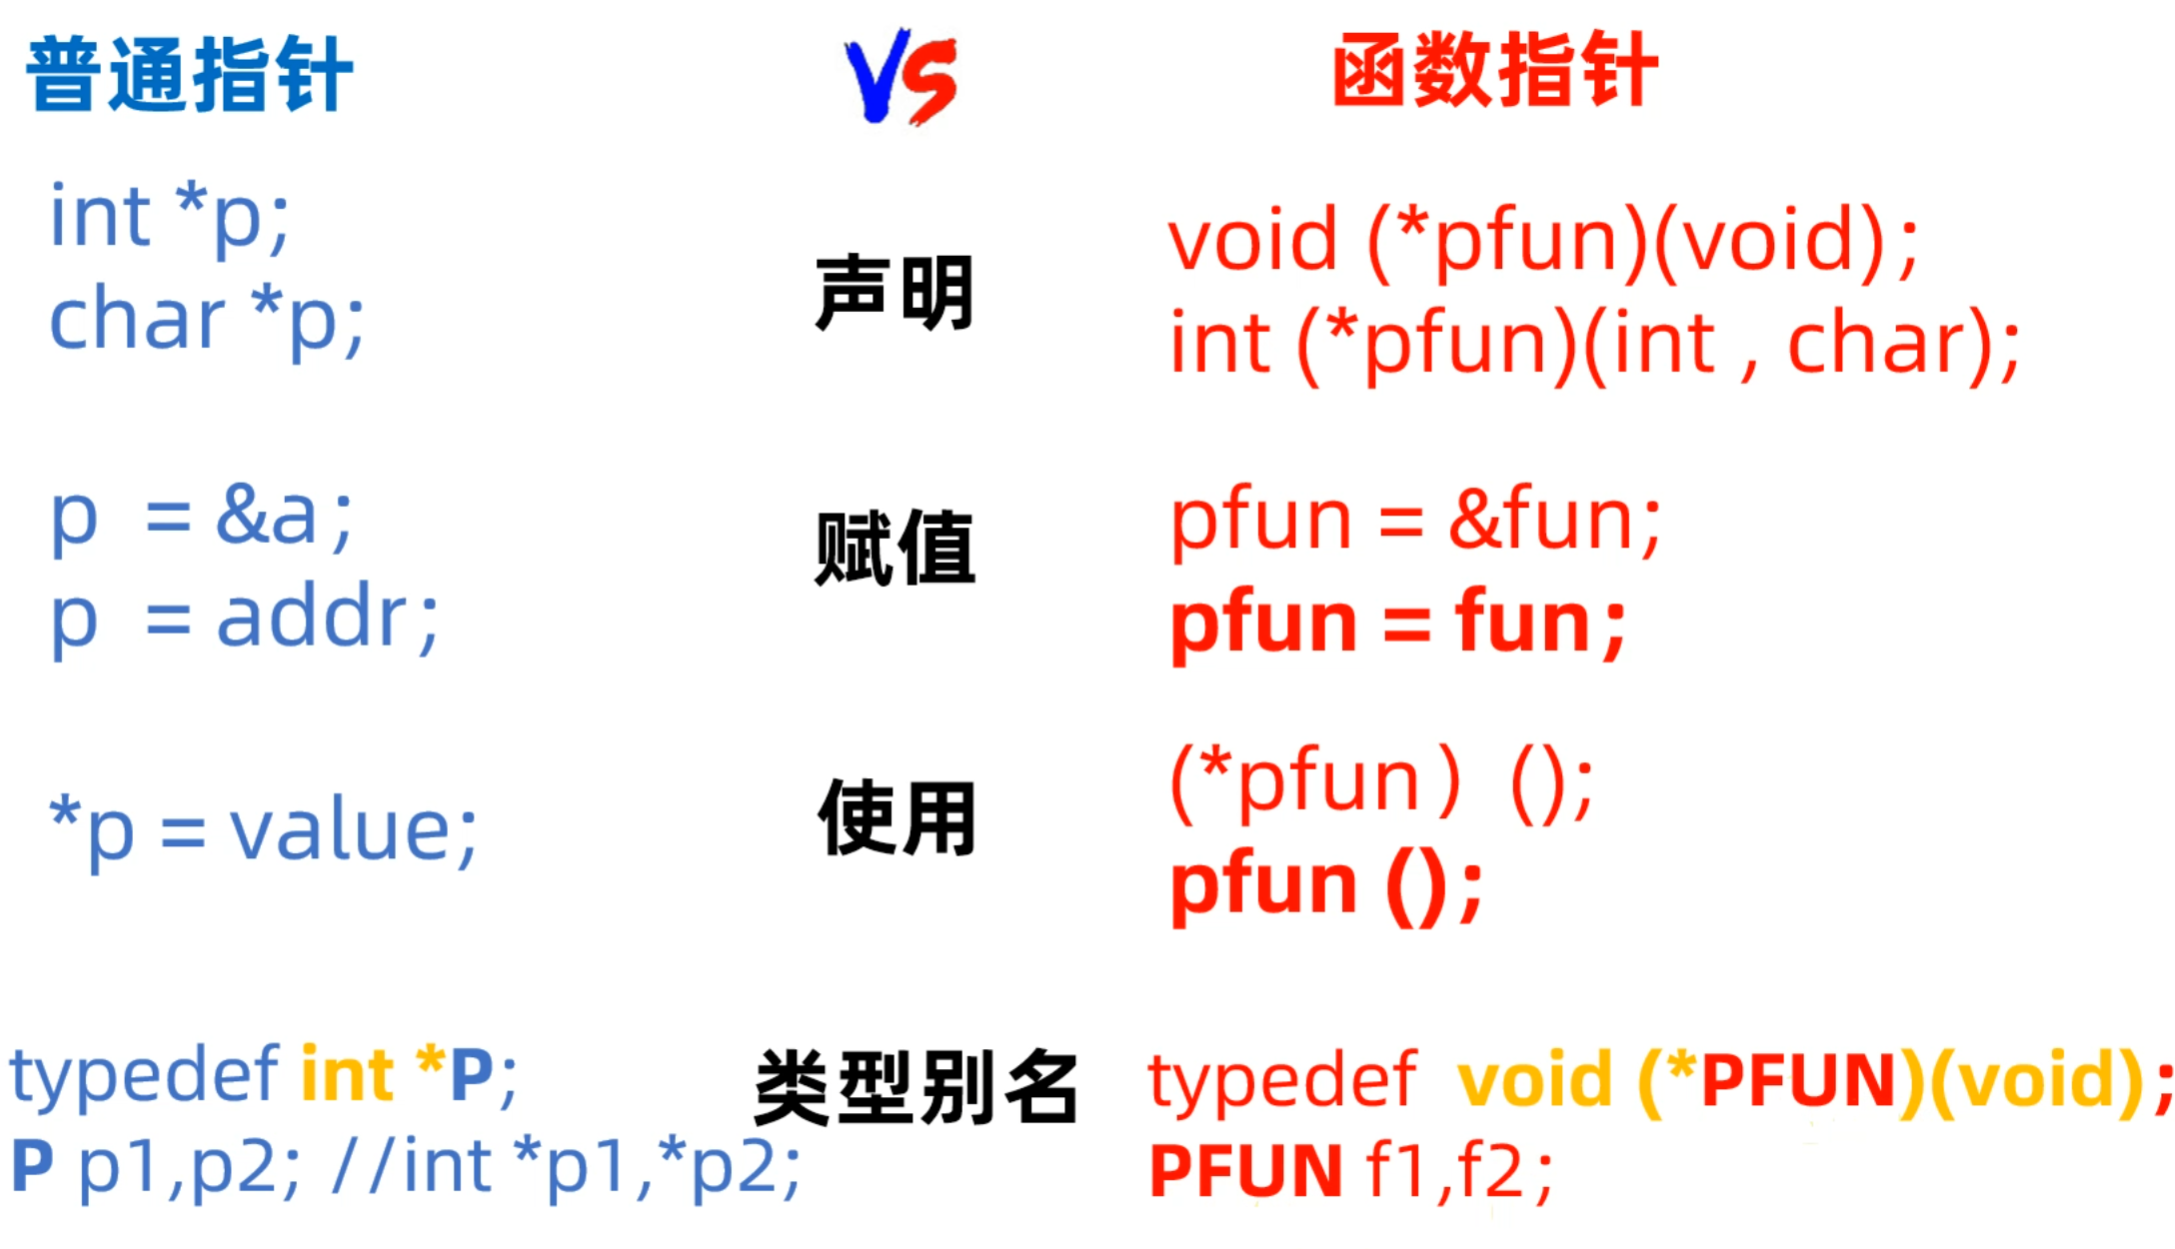 普通指针 VS 函数指针
int *p;
char *p;
声明
void (*pfun)(void);
int (*pfun)(int , char);
p = &a;
p = addr;
赋值
pfun = &fun;
pfun = fun;
*p = value;
使用
(*pfun) ();
pfun ();
typedef int *P;
P p1,p2; //int *p1,*p2;
类型别名
typedef void (*PFUN)(void);
PFUN f1,f2;